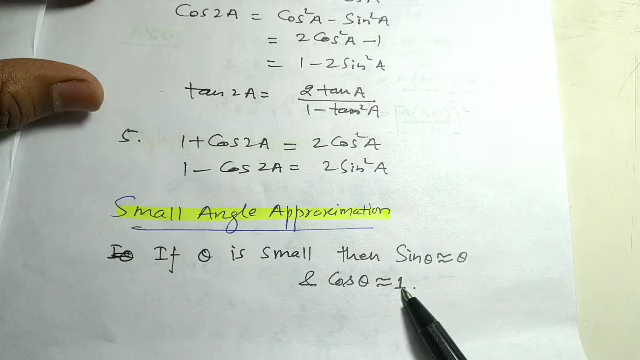 Cos2A = Cos²A - Sin²A
= 2Cos²A - 1
= 1 - 2Sin²A
tan2A = 2tanA / 1 - tan²A
5. 1 + Cos2A = 2Cos²A
1 - Cos2A = 2Sin²A
Small Angle Approximation
If θ is small then Sinθ ≈ θ
& Cosθ ≈ 1.